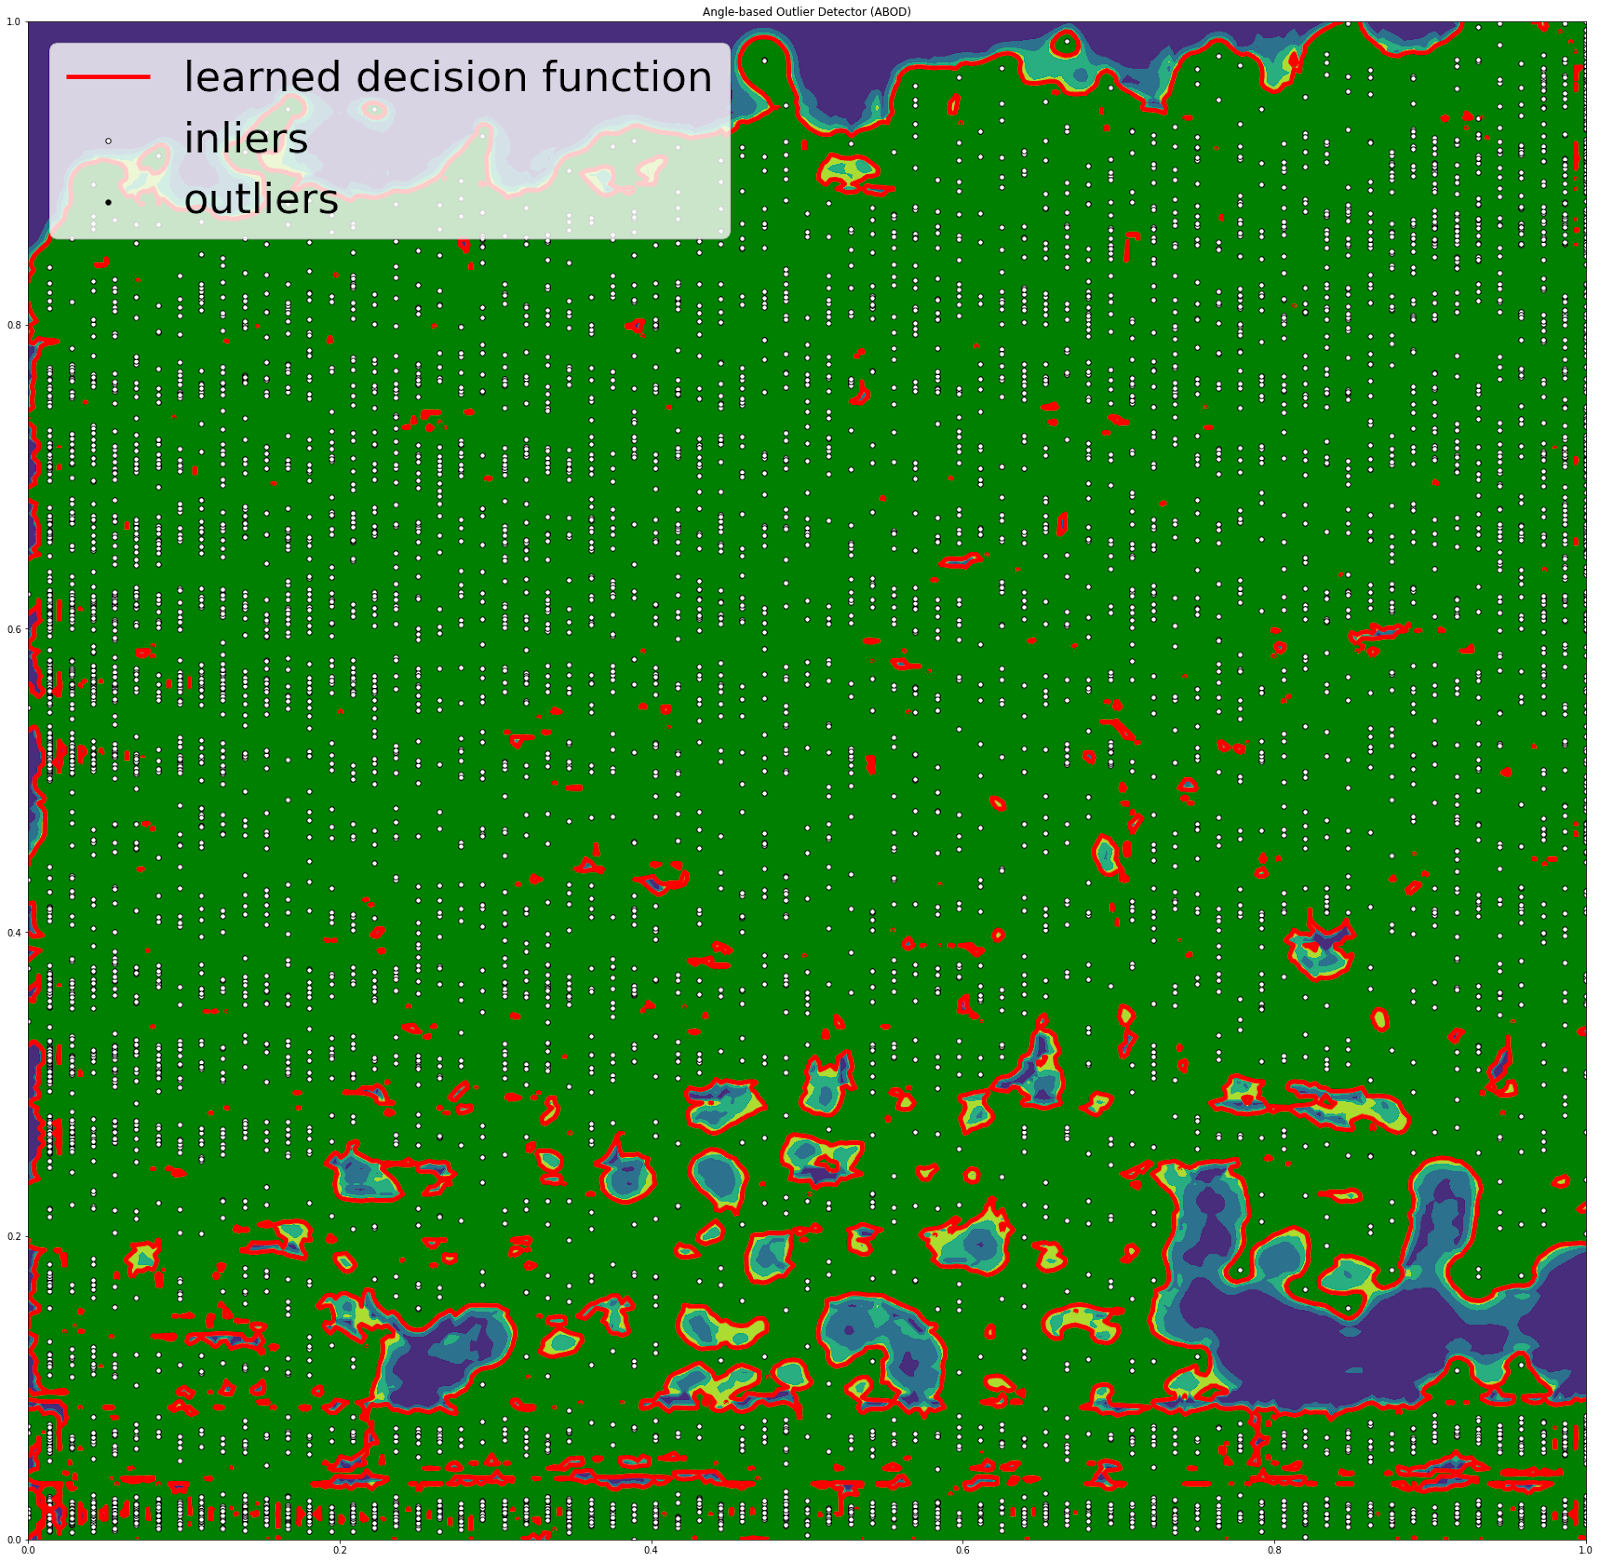 Angle-based Outlier Detector (ABOD)
1.0
learned decision function
inliers
outliers
0.8
0.6
0.4
0.2
0.0
0.0 0.2 0.4 0.6 0.8 1.0